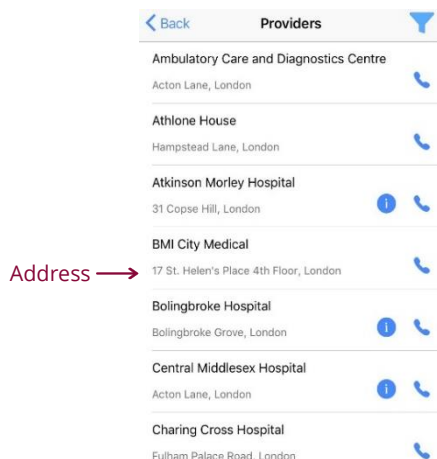 Back Providers
Ambulatory Care and Diagnostics Centre
Acton Lane, London
Athlone House
Hampstead Lane, London
Atkinson Morley Hospital
31 Copse Hill, London
BMI City Medical
Address 17 St. Helen's Place 4th Floor, London
Bolingbroke Hospital
Bolingbroke Grove, London
Central Middlesex Hospital
Acton Lane, London
Charing Cross Hospital
Fulham Palace Road, London